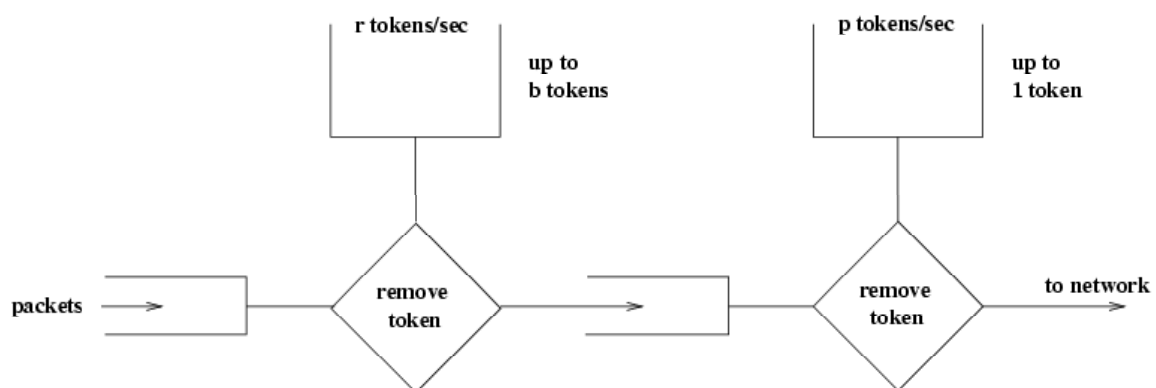 r tokens/sec
up to
b tokens
p tokens/sec
up to
1 token
packets
remove
token
remove
token
to network